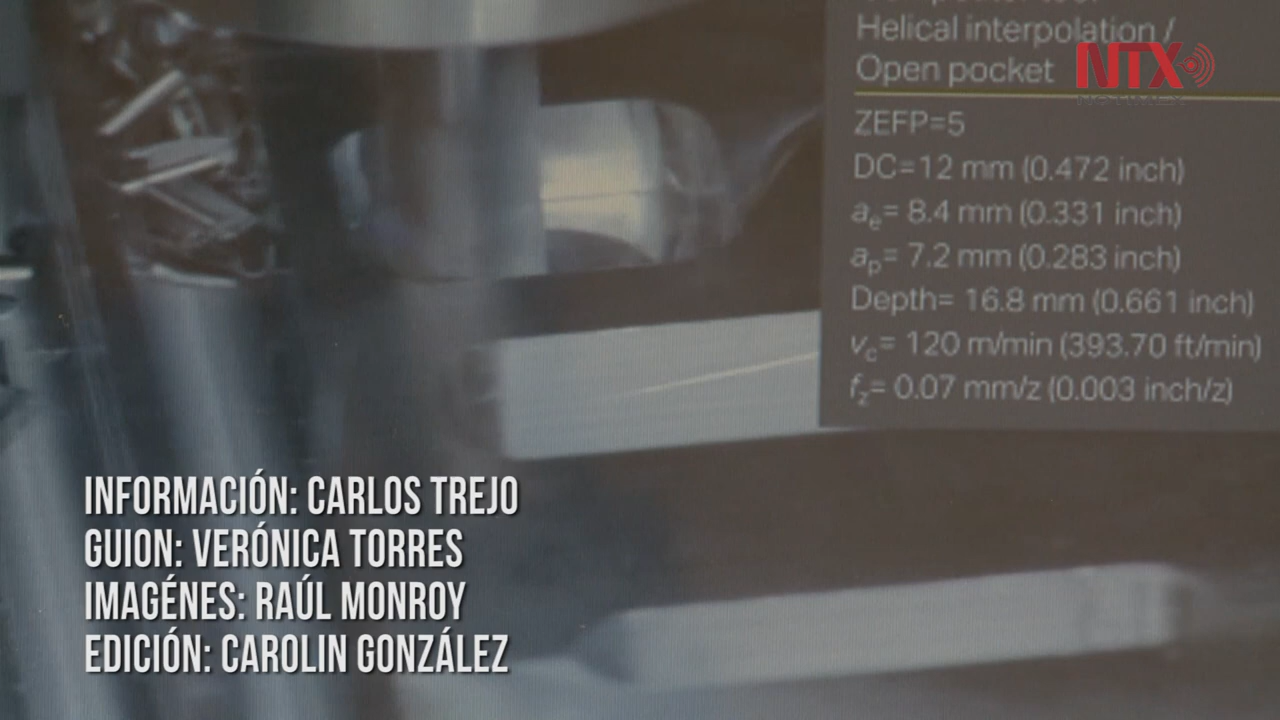 Helical interpolation /
Open pocket
NTX
NOTIMEX
ZEFP=5
DC=12 mm (0.472 inch)
ae= 8.4 mm (0.331 inch)
ap= 7.2 mm (0.283 inch)
Depth= 16.8 mm (0.661 inch)
vc= 120 m/min (393.70 ft/min)
fz= 0.07 mm/z (0.003 inch/z)
INFORMACIÓN: CARLOS TREJO
GUION: VERÓNICA TORRES
IMAGÉNES: RAÚL MONROY
EDICIÓN: CAROLIN GONZÁLEZ